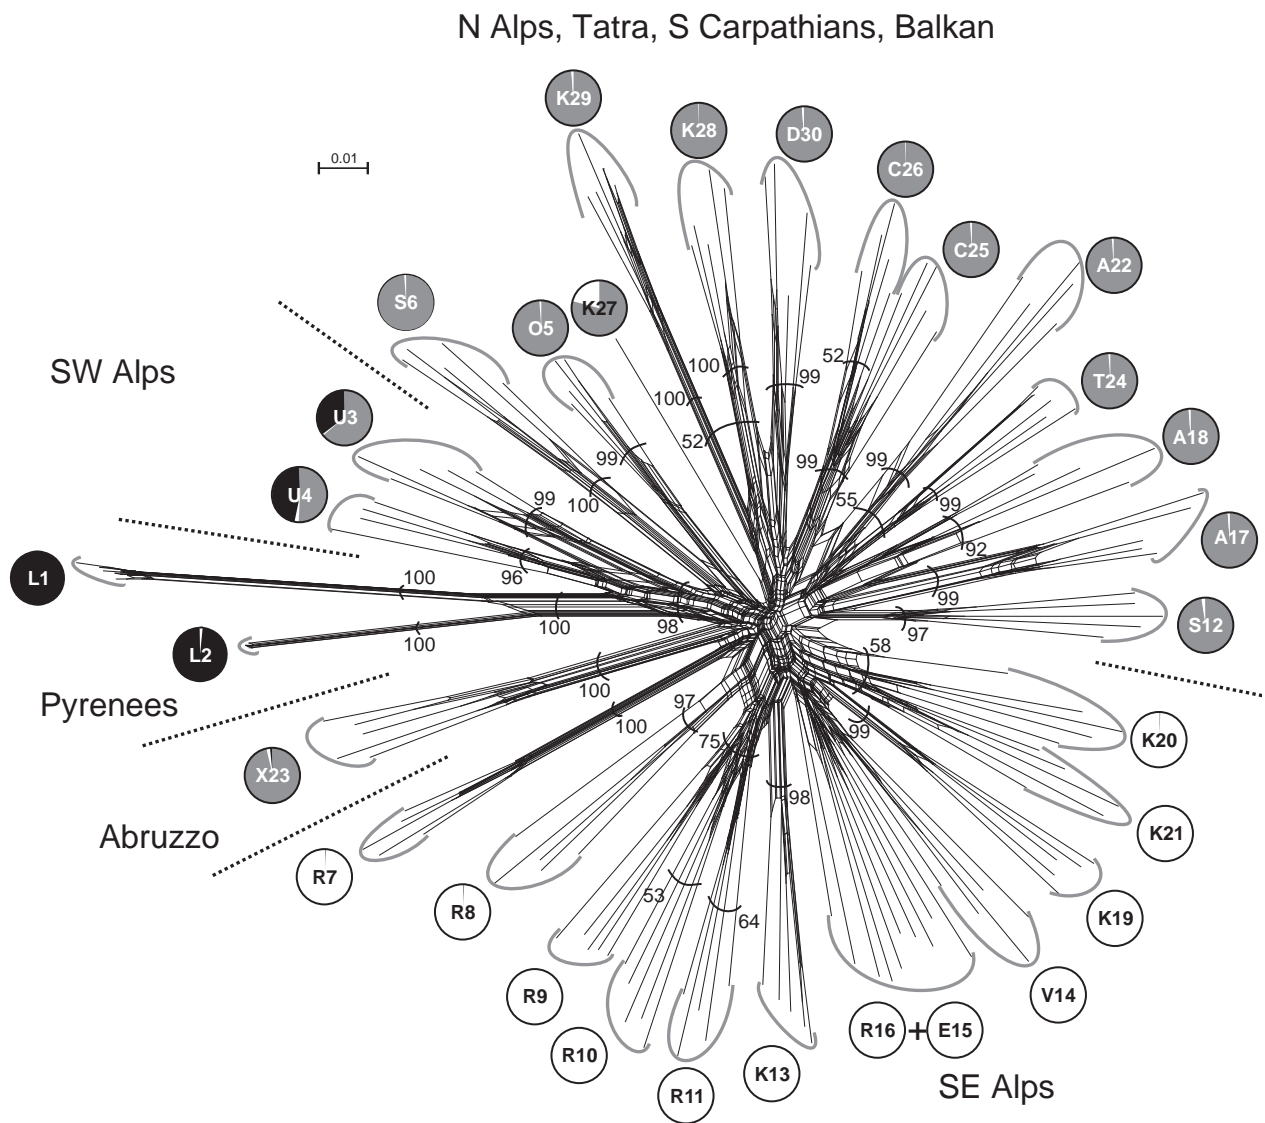 N Alps, Tatra, S Carpathians, Balkan
K29
K28
D30
C26
C25
A22
0.01
S6
O5
K27
T24
A18
A17
S12
SW Alps
U3
U4
L1
L2
100
100
99
52
52
99
99
99
100
55
99
92
99
96
99
97
100
100
100
98
58
Pyrenees
100
97
100
75
99
98
X23
K20
K21
Abruzzo
R7
R8
53
64
K19
V14
R9
R10
R11
K13
R16 + E15
SE Alps